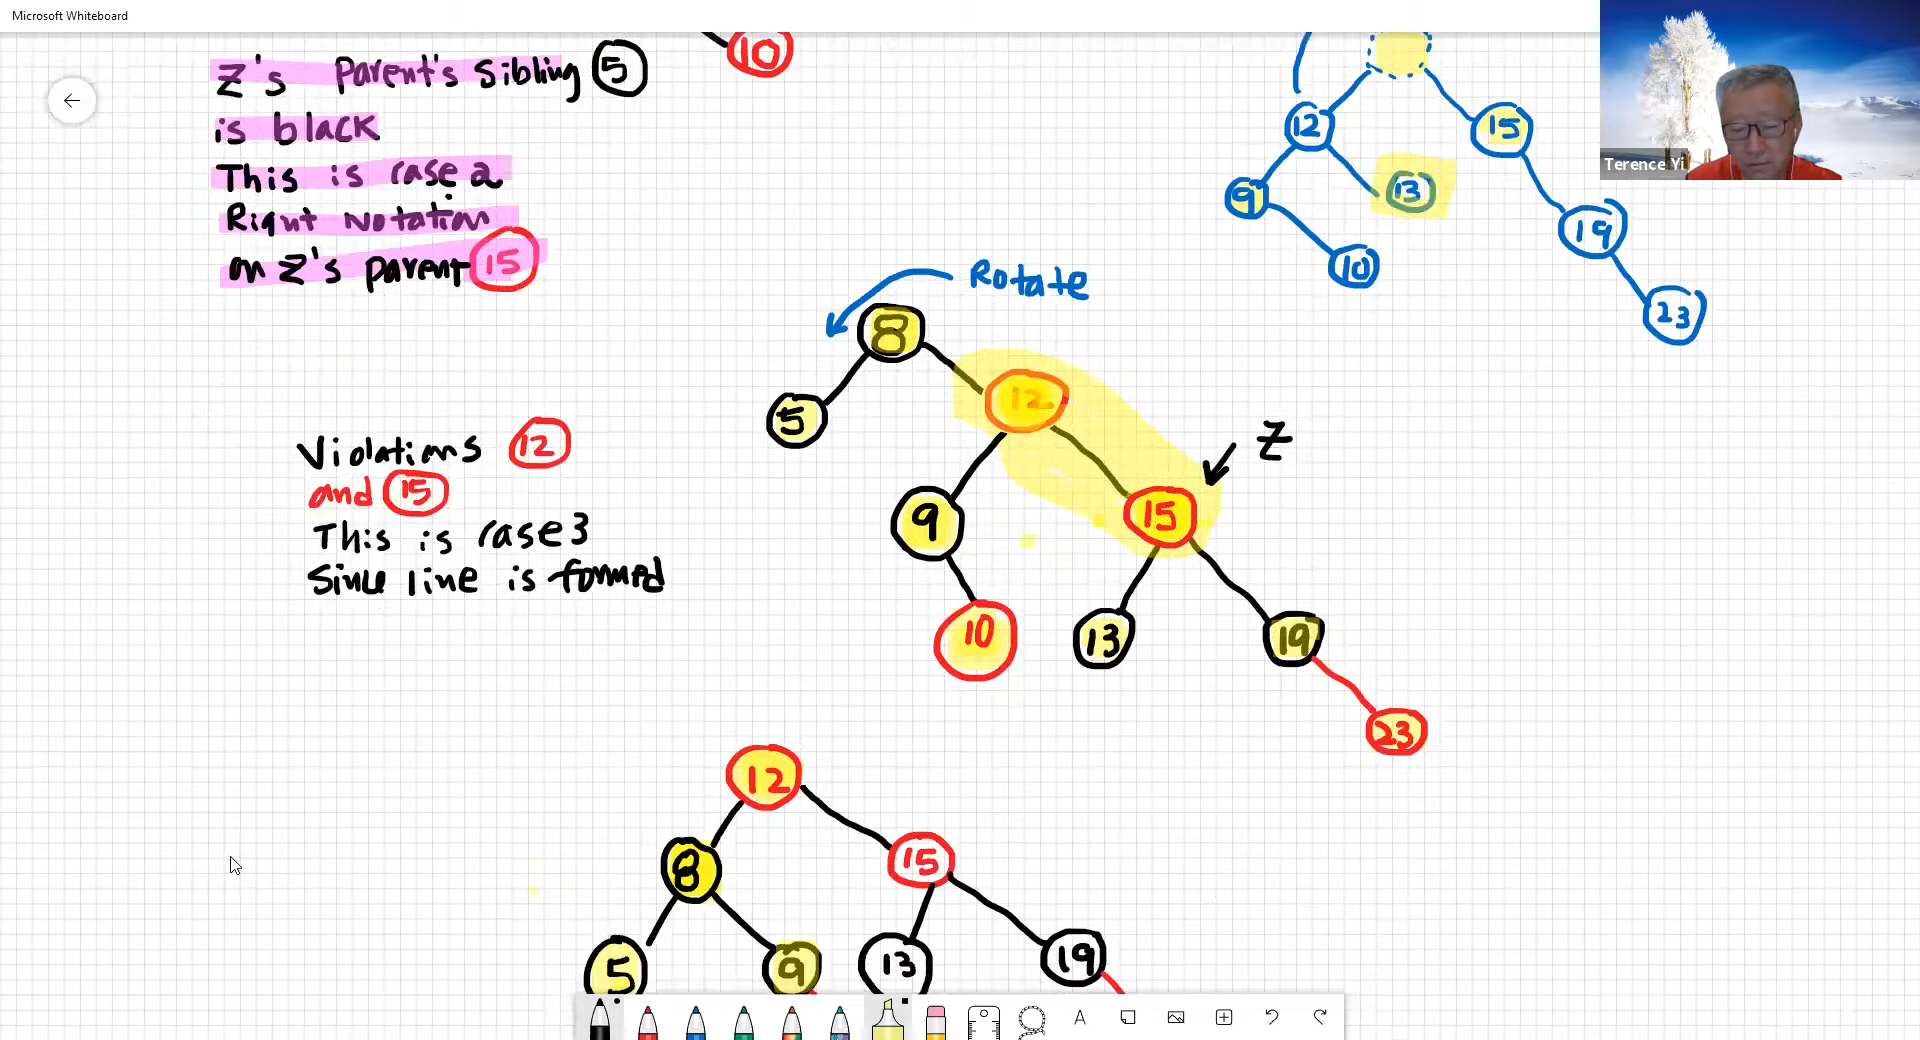 Microsoft Whiteboard
Terence Yi
10
Z's Parent's Sibling 5
is black
This is case 2
Right Rotation
on Z's parent 15
12
15
9
13
19
10
23
Rotate
8
12
5
Z
9
15
10
13
19
23
Violations 12
and 15
This is case 3
Since line is formed
12
8
15
5
9
13
19
A